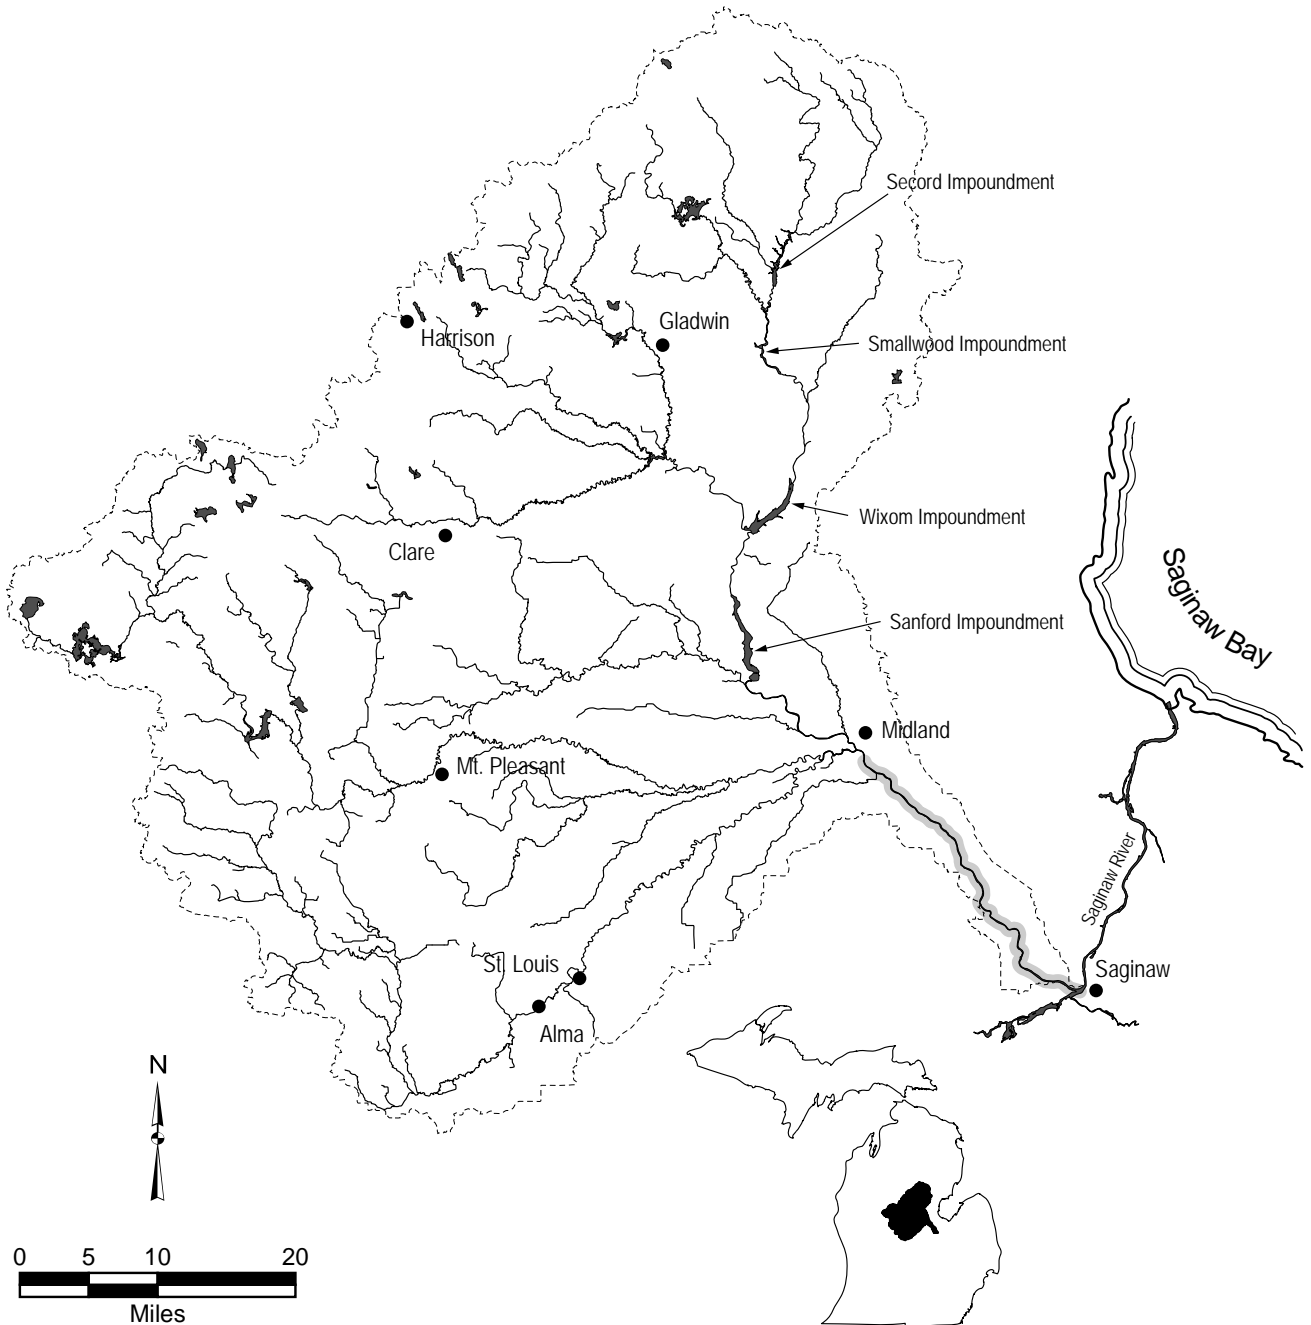 Secord Impoundment
Gladwin
Harrison
Smallwood Impoundment
Wixom Impoundment
Clare
Saginaw Bay
Sanford Impoundment
Midland
Mt. Pleasant
Saginaw River
St. Louis
Saginaw
Alma
N
0 5 10 20
Miles